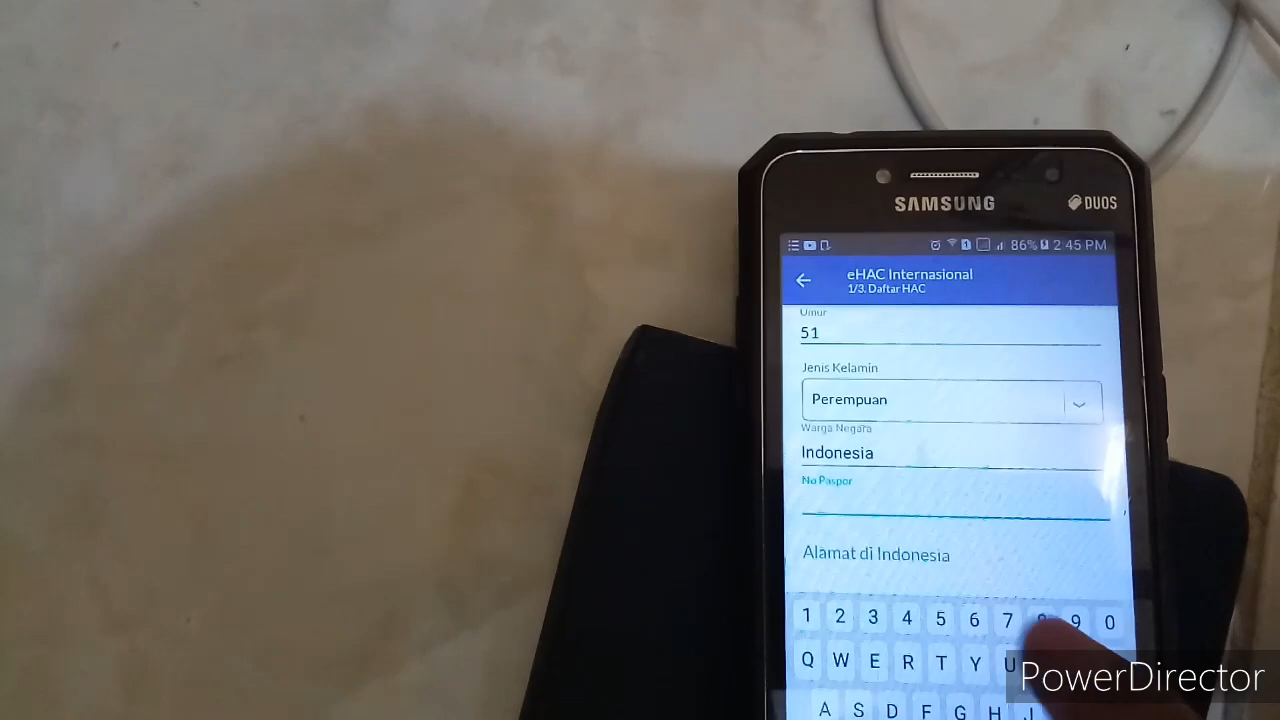 SAMSUNG
DUOS
86% 2:45 PM
eHAC Internasional
1/3. Daftar HAC
Umur
51
Jenis Kelamin
Perempuan
Warga Negara
Indonesia
No Paspor
Alamat di Indonesia
1 2 3 4 5 6 7 8 9 0
Q W E R T Y U
A S D F G H J
PowerDirector